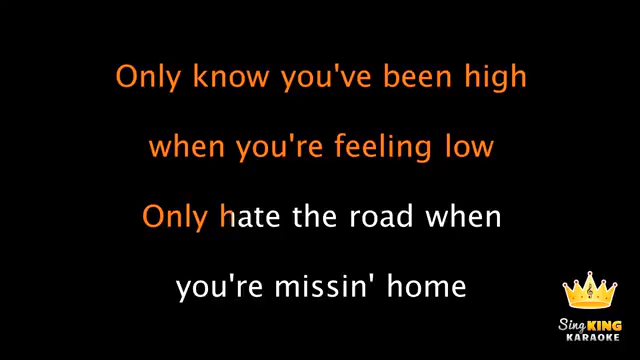 Only know you've been high
when you're feeling low
Only hate the road when
you're missin' home
Sing KING
KARAOKE